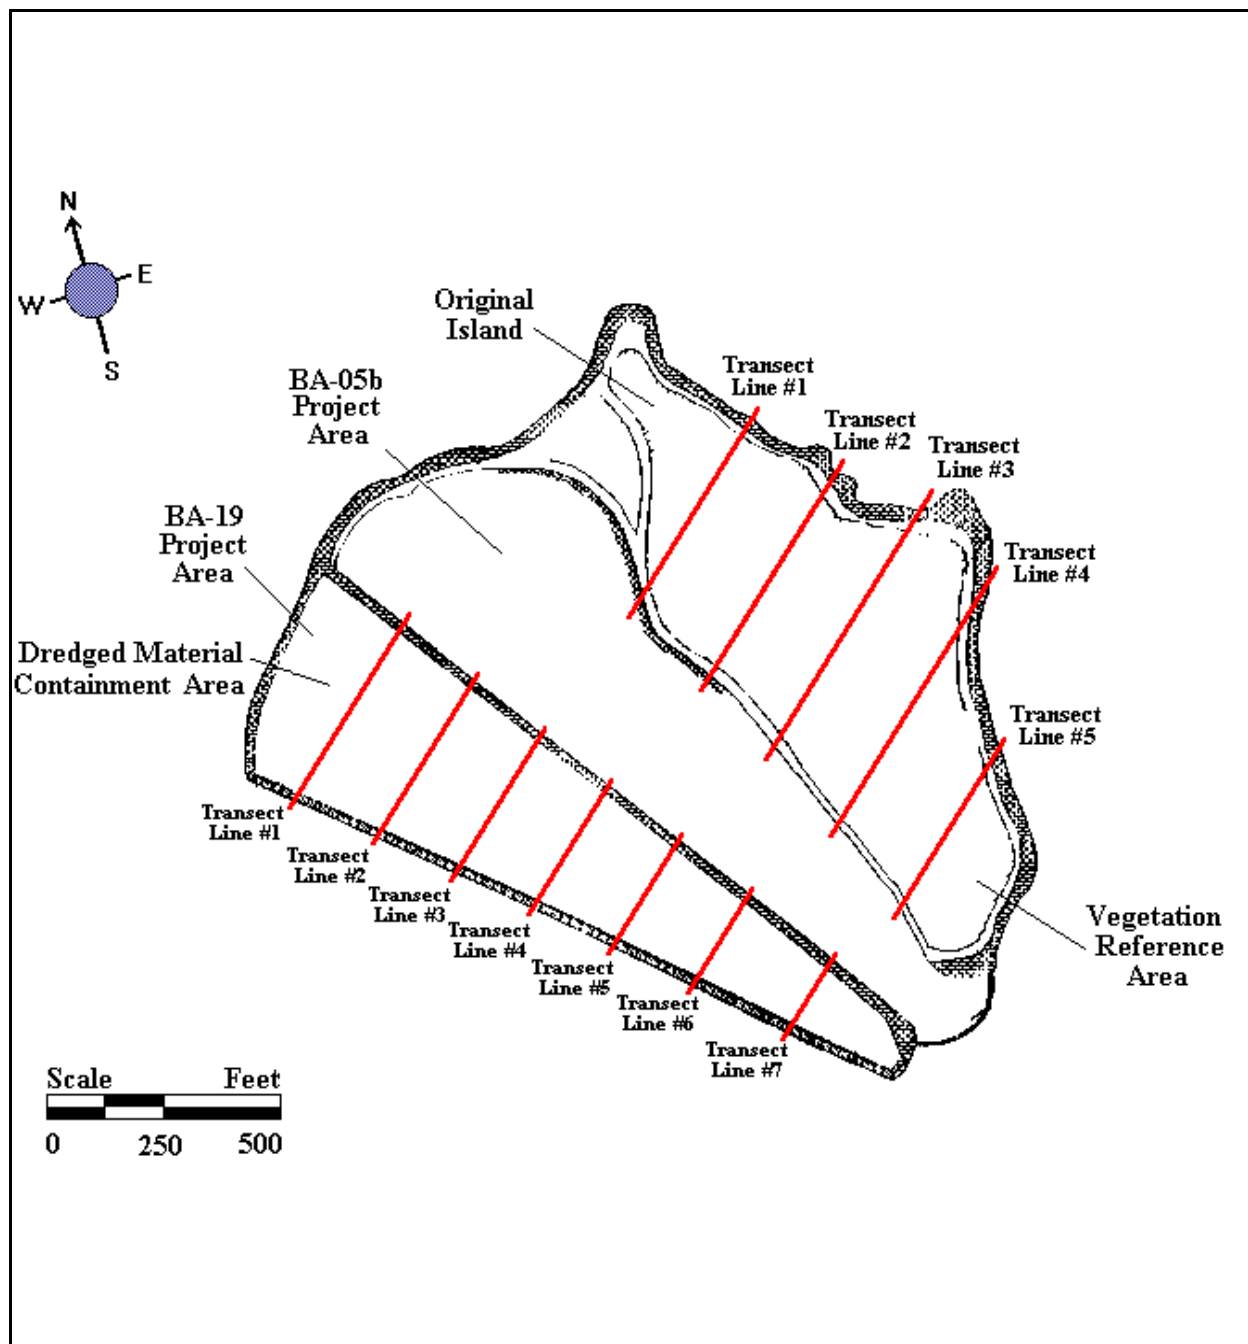 N
E
W
S
Original
Island
BA-05b
Project
Area
BA-19
Project
Area
Dredged Material
Containment Area
Transect
Line #1
Transect
Line #2
Transect
Line #3
Transect
Line #4
Transect
Line #5
Transect
Line #1
Transect
Line #2
Transect
Line #3
Transect
Line #4
Transect
Line #5
Transect
Line #6
Transect
Line #7
Vegetation
Reference
Area
Scale Feet
0 250 500